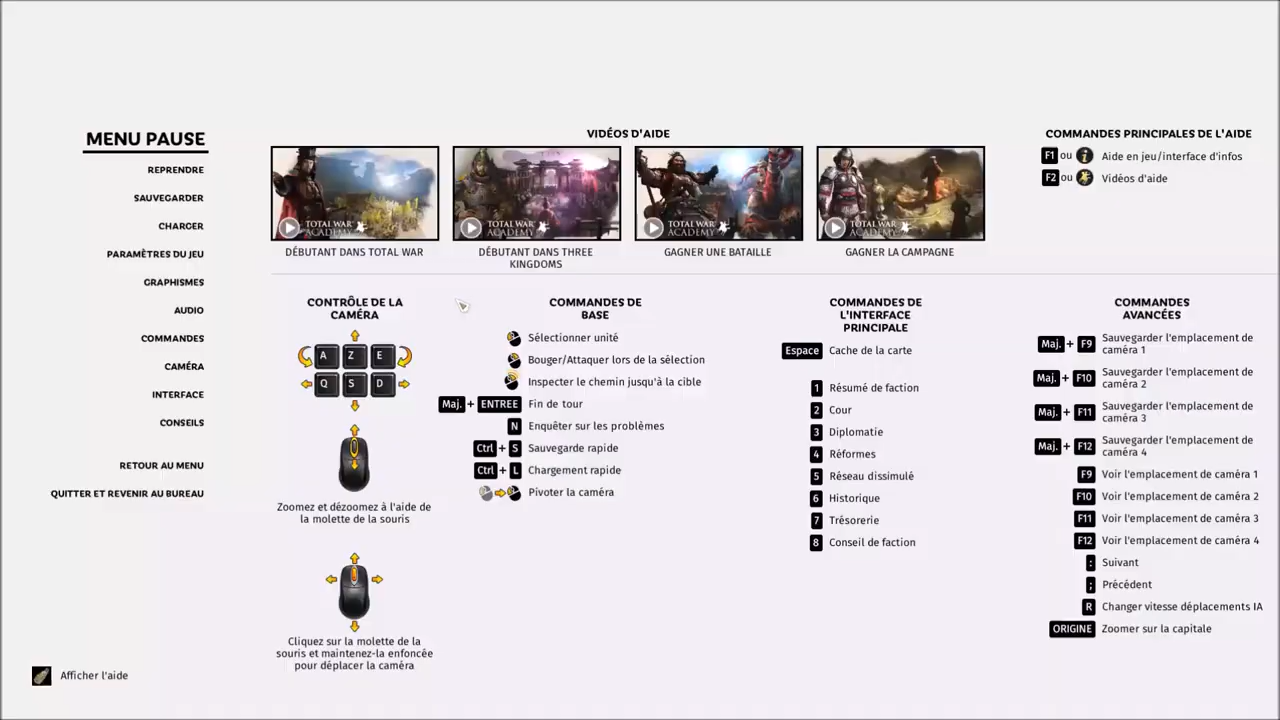 MENU PAUSE
REPRENDRE
SAUVEGARDER
CHARGER
PARAMÈTRES DU JEU
GRAPHISMES
AUDIO
COMMANDES
CAMÉRA
INTERFACE
CONSEILS
RETOUR AU MENU
QUITTER ET REVENIR AU BUREAU
Afficher l'aide
VIDÉOS D'AIDE
TOTAL WAR
ACADEMY
DÉBUTANT DANS TOTAL WAR
TOTAL WAR
ACADEMY
DÉBUTANT DANS THREE
KINGDOMS
TOTAL WAR
ACADEMY
GAGNER UNE BATAILLE
TOTAL WAR
ACADEMY
GAGNER LA CAMPAGNE
COMMANDES PRINCIPALES DE L'AIDE
F1 ou Aide en jeu/interface d'infos
F2 ou Vidéos d'aide
CONTRÔLE DE LA
CAMÉRA
A Z E
Q S D
Zoomez et dézoomez à l'aide de
la molette de la souris
Cliquez sur la molette de la
souris et maintenez-la enfoncée
pour déplacer la caméra
COMMANDES DE
BASE
Sélectionner unité
Bouger/Attaquer lors de la sélection
Inspecter le chemin jusqu'à la cible
Maj. + ENTREE Fin de tour
N Enquêter sur les problèmes
Ctrl + S Sauvegarde rapide
Ctrl + L Chargement rapide
Pivoter la caméra
COMMANDES DE
L'INTERFACE
PRINCIPALE
Espace Cache de la carte
1 Résumé de faction
2 Cour
3 Diplomatie
4 Réformes
5 Réseau dissimulé
6 Historique
7 Trésorerie
8 Conseil de faction
COMMANDES
AVANCÉES
Maj. + F9 Sauvegarder l'emplacement de
caméra 1
Maj. + F10 Sauvegarder l'emplacement de
caméra 2
Maj. + F11 Sauvegarder l'emplacement de
caméra 3
Maj. + F12 Sauvegarder l'emplacement de
caméra 4
F9 Voir l'emplacement de caméra 1
F10 Voir l'emplacement de caméra 2
F11 Voir l'emplacement de caméra 3
F12 Voir l'emplacement de caméra 4
: Suivant
; Précédent
R Changer vitesse déplacements IA
ORIGINE Zoomer sur la capitale